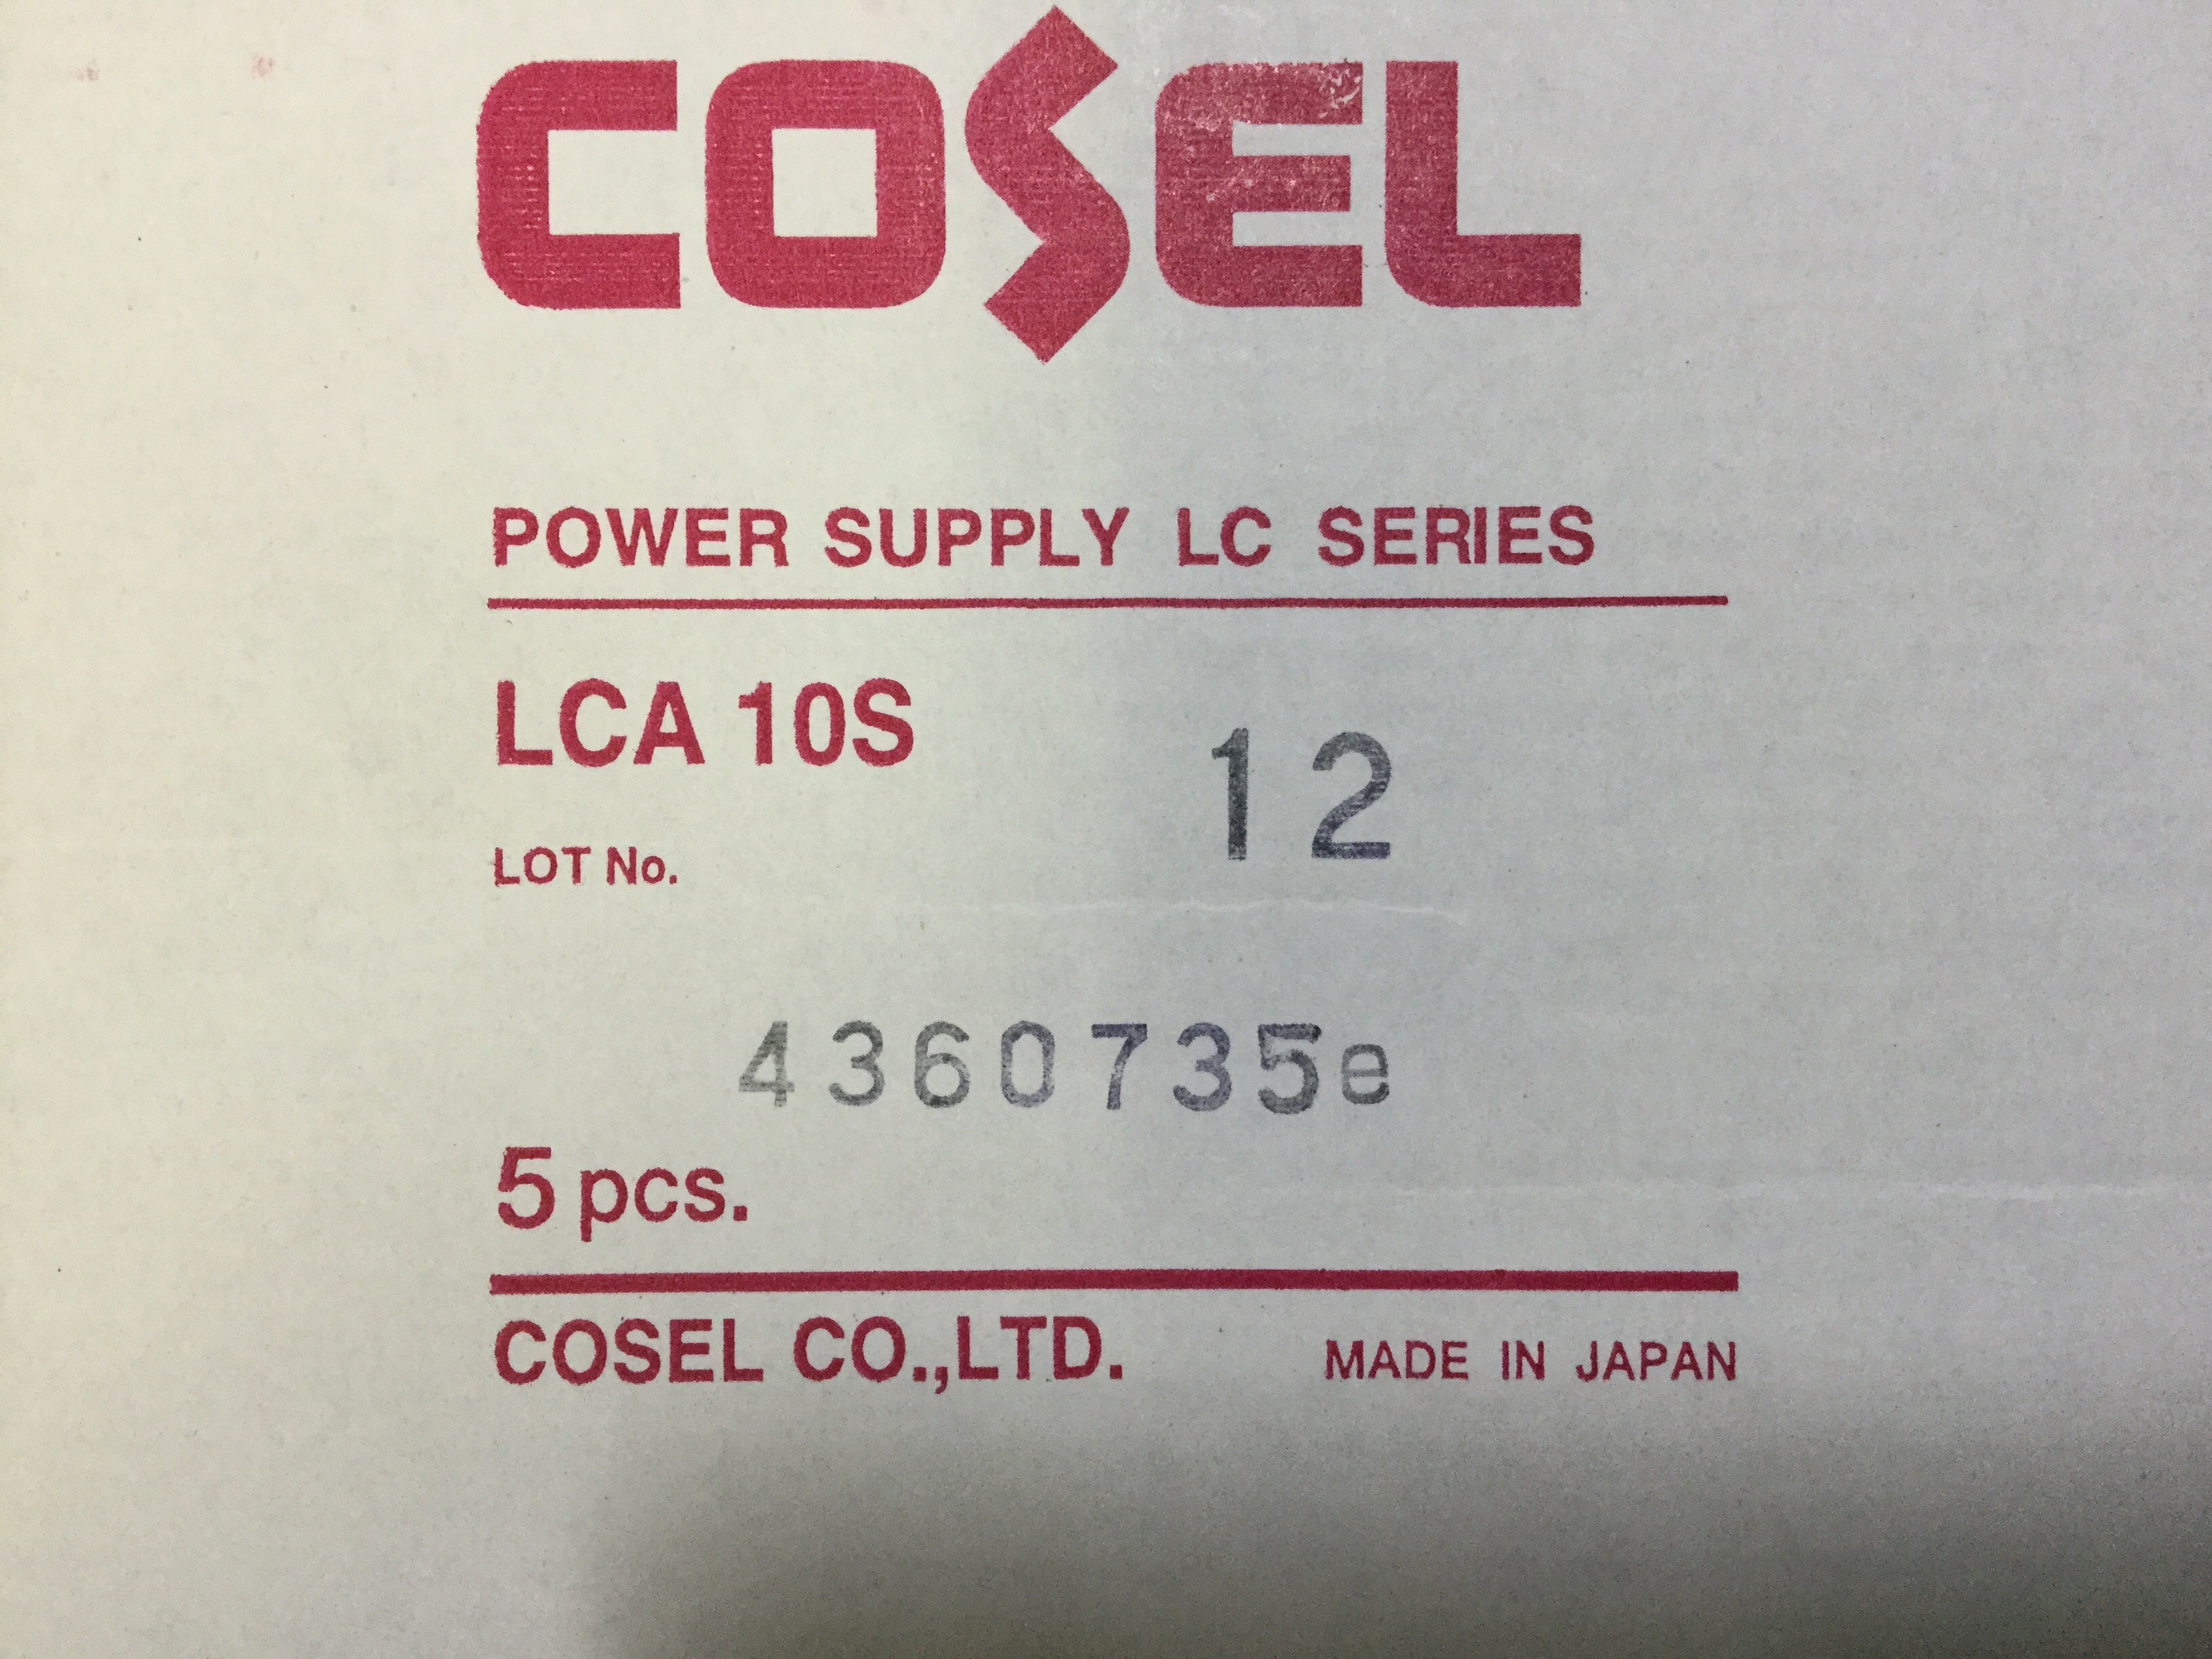 COSEL
POWER SUPPLY LC SERIES
LCA 10S 12
LOT No.
4360735e
5 pcs.
COSEL CO.,LTD. MADE IN JAPAN